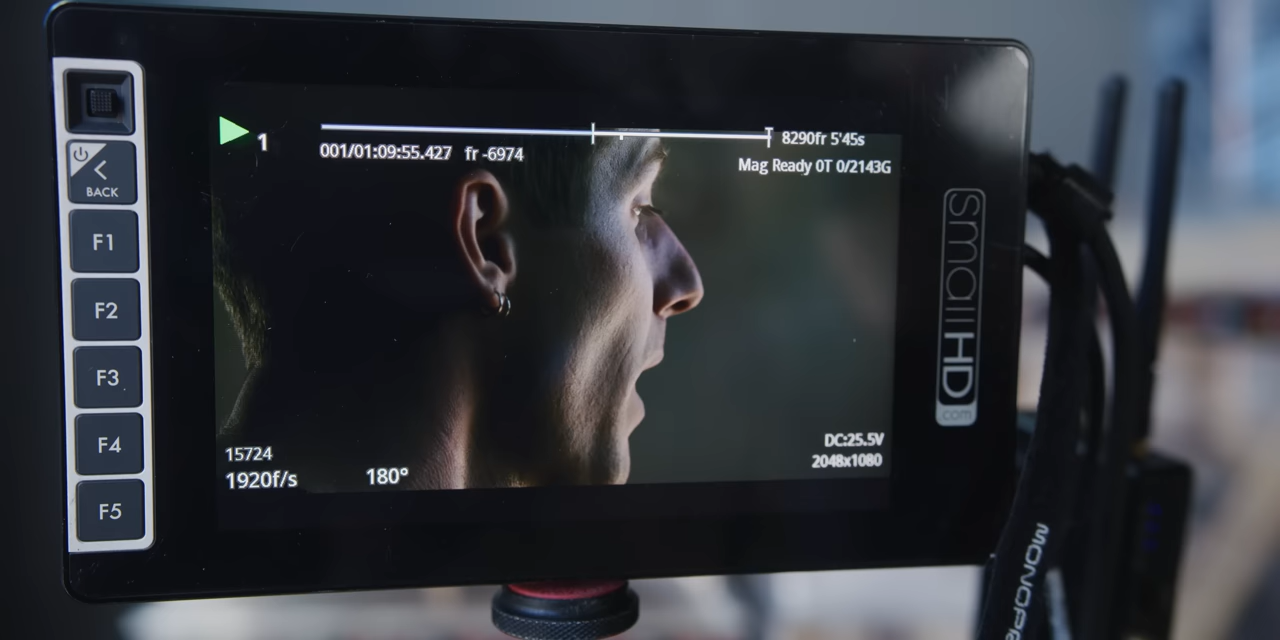 1
8290fr 5'45s
001/01:09:55.427 fr -6974
Mag Ready 0T 0/2143G
BACK
F1
F2
F3
F4
F5
15724
1920f/s 180°
DC:25.5V
2048x1080
smallHD
.com